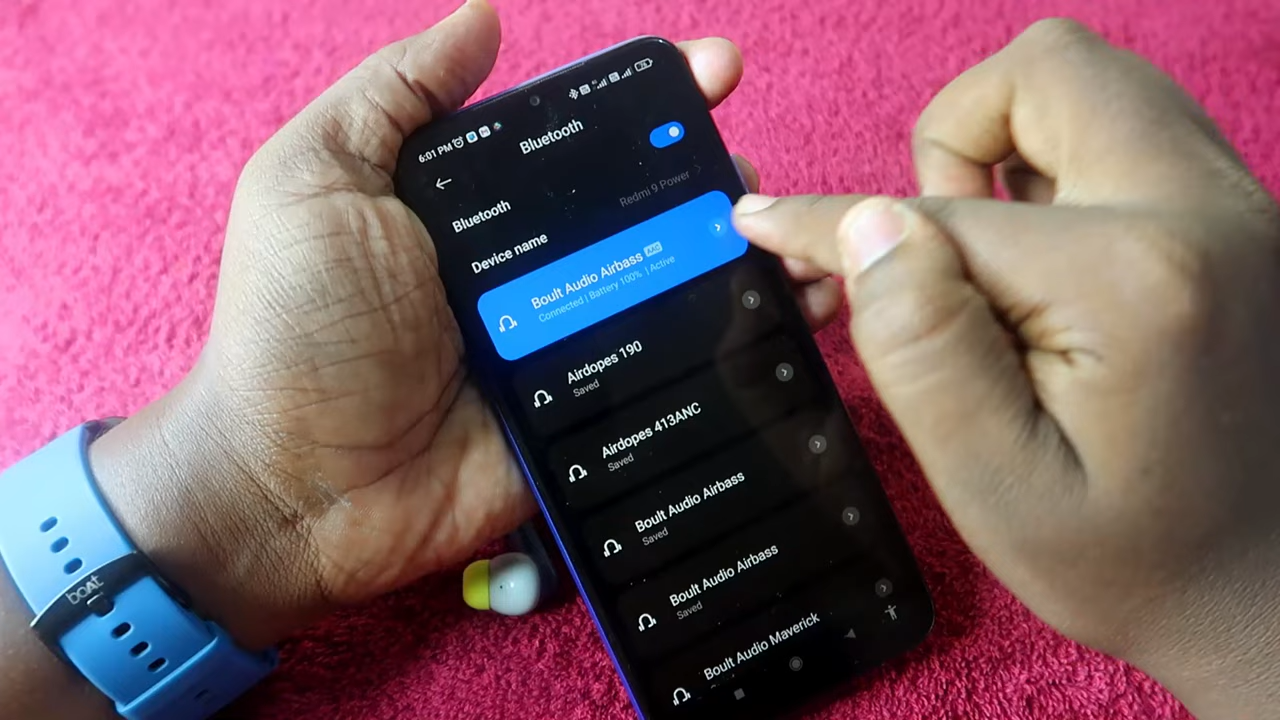 6:01 PM
Bluetooth
Bluetooth
Device name
Redmi 9 Power
Boult Audio Airbass AAC
Connected | Battery 100% | Active
Airdopes 190
Saved
Airdopes 413ANC
Saved
Boult Audio Airbass
Saved
Boult Audio Airbass
Saved
Boult Audio Maverick
boAt